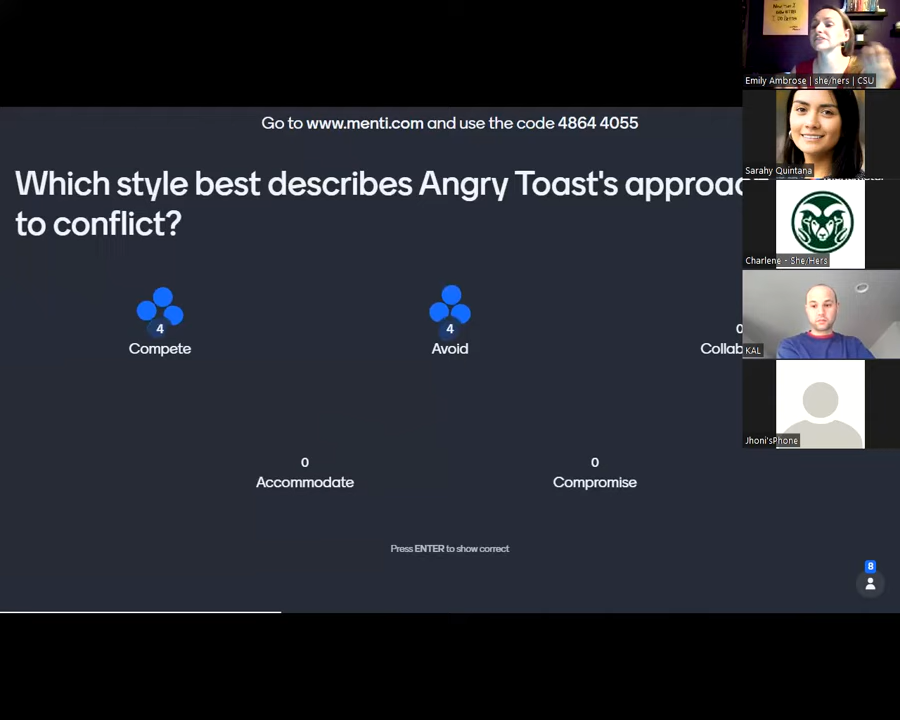 Go to www.menti.com and use the code 4864 4055
Which style best describes Angry Toast's approac
to conflict?
4
Compete
4
Avoid
0
Collab
0
Accommodate
0
Compromise
Press ENTER to show correct
8
Emily Ambrose | she/hers | CSU
Sarahy Quintana
Charlene - She/Hers
KAL
Jhoni'sPhone